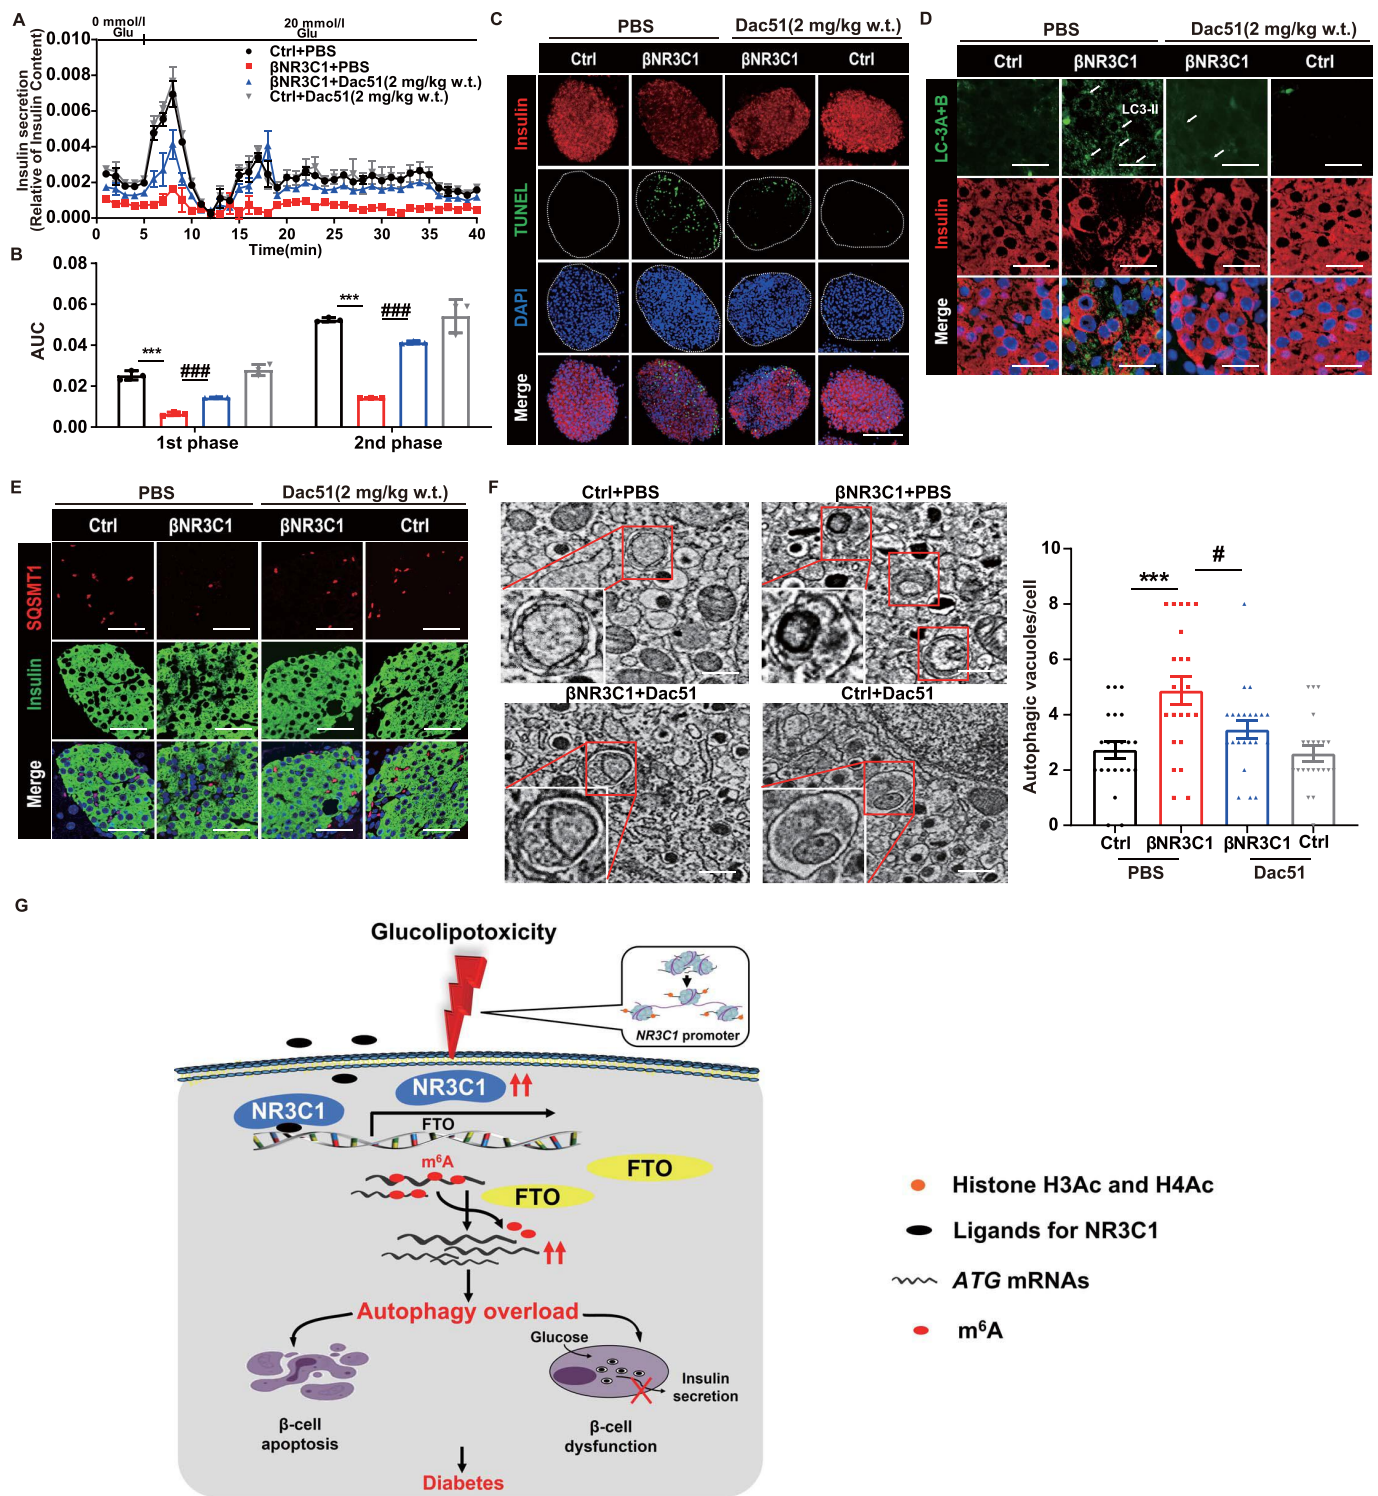 A
0 mmol/l
Glu
20 mmol/l
Glu
Insulin secretion
(Relative of Insulin Content)
0.010
0.008
0.006
0.004
0.002
0.000
Ctrl+PBS
βNR3C1+PBS
βNR3C1+Dac51(2 mg/kg w.t.)
Ctrl+Dac51(2 mg/kg w.t.)
0 5 10 15 20 25 30 35 40
Time(min)
B
AUC
0.08
0.06
0.04
0.02
0.00
*** ###
*** ###
1st phase 2nd phase
C
PBS Dac51(2 mg/kg w.t.)
Ctrl βNR3C1 βNR3C1 Ctrl
Insulin
TUNEL
DAPI
Merge
D
PBS Dac51(2 mg/kg w.t.)
Ctrl βNR3C1 βNR3C1 Ctrl
LC-3A+B
LC3-II
Insulin
Merge
E
PBS Dac51(2 mg/kg w.t.)
Ctrl βNR3C1 βNR3C1 Ctrl
SQSMT1
Insulin
Merge
F
Ctrl+PBS βNR3C1+PBS
βNR3C1+Dac51 Ctrl+Dac51
Autophagic vacuoles/cell
10
8
6
4
2
0
*** #
Ctrl βNR3C1 βNR3C1 Ctrl
PBS Dac51
G
Glucolipotoxicity
NR3C1 promoter
NR3C1
NR3C1
FTO
m⁶A
FTO
FTO
Autophagy overload
Glucose
Insulin
secretion
β-cell
apoptosis
β-cell
dysfunction
Diabetes
Histone H3Ac and H4Ac
Ligands for NR3C1
ATG mRNAs
m⁶A